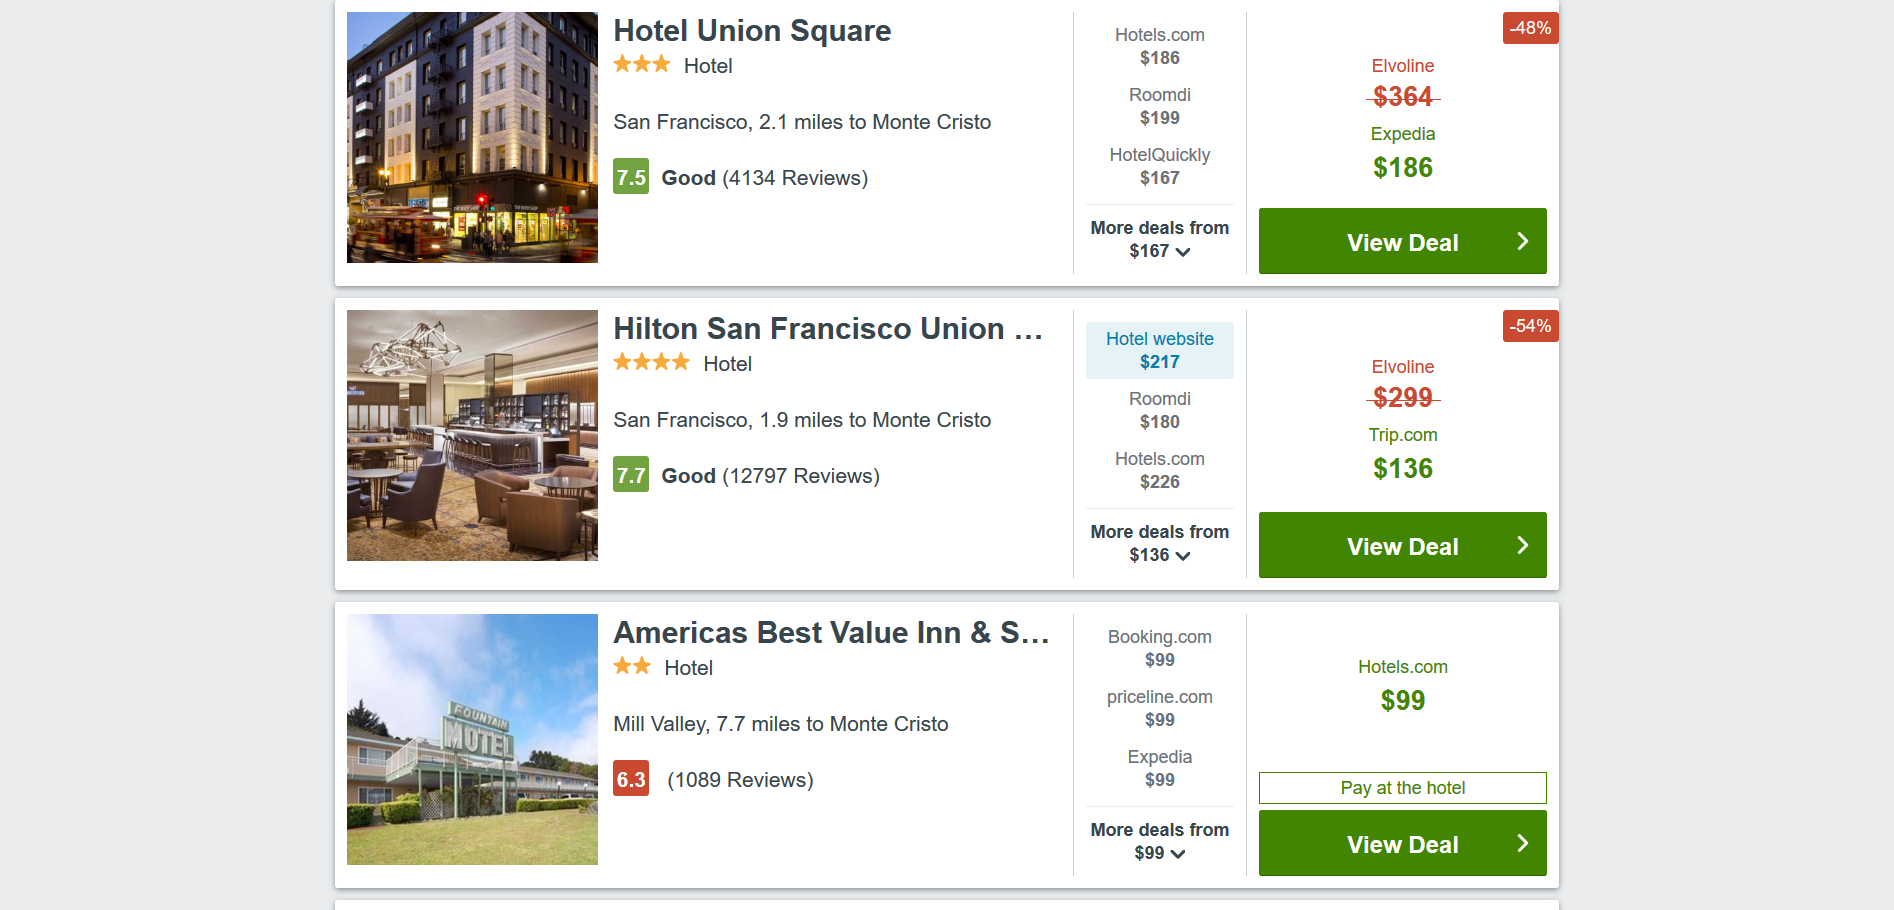 Hotel Union Square
Hotel
San Francisco, 2.1 miles to Monte Cristo
7.5 Good (4134 Reviews)
Hotels.com
$186
Roomdi
$199
HotelQuickly
$167
More deals from
$167
-48%
Elvoline
$364
Expedia
$186
View Deal
Hilton San Francisco Union ...
Hotel
San Francisco, 1.9 miles to Monte Cristo
7.7 Good (12797 Reviews)
Hotel website
$217
Roomdi
$180
Hotels.com
$226
More deals from
$136
-54%
Elvoline
$299
Trip.com
$136
View Deal
FOUNTAIN
MOTEL
Americas Best Value Inn & S...
Hotel
Mill Valley, 7.7 miles to Monte Cristo
6.3 (1089 Reviews)
Booking.com
$99
priceline.com
$99
Expedia
$99
More deals from
$99
Hotels.com
$99
Pay at the hotel
View Deal